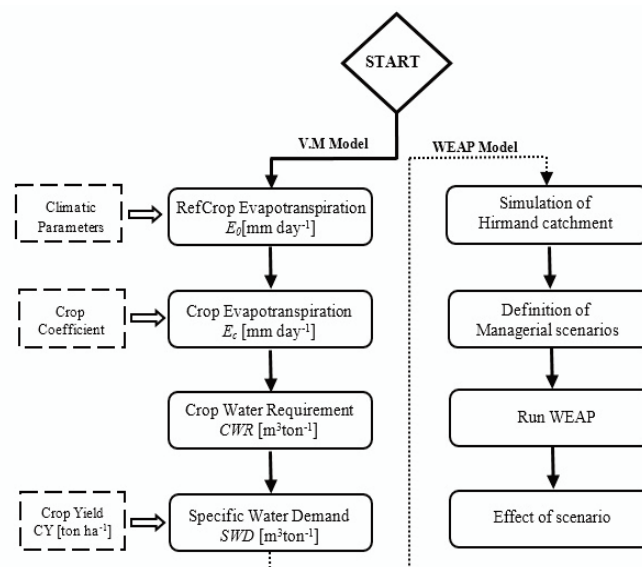 START
V.M Model
WEAP Model
Climatic
Parameters
RefCrop Evapotranspiration
E₀[mm day⁻¹]
Simulation of
Hirmand catchment
Crop
Coefficient
Crop Evapotranspiration
E꜀ [mm day⁻¹]
Definition of
Managerial scenarios
Crop Water Requirement
CWR [m³ton⁻¹]
Run WEAP
Crop Yield
CY [ton ha⁻¹]
Specific Water Demand
SWD [m³ton⁻¹]
Effect of scenario